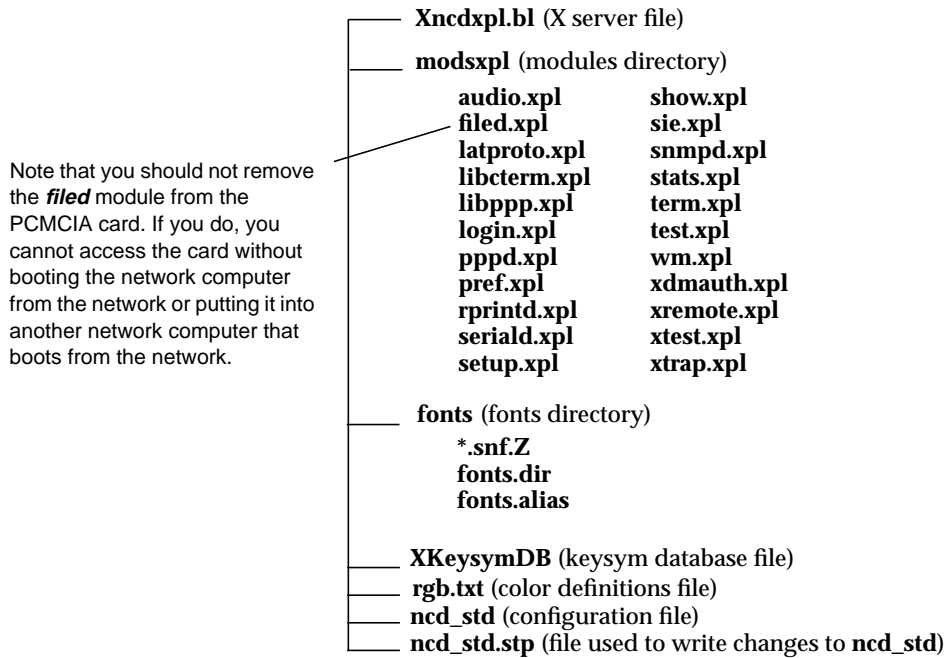 Xncdxpl.bl (X server file)
modsxpl (modules directory)
audio.xpl show.xpl
filed.xpl sie.xpl
latproto.xpl snmpd.xpl
libcterm.xpl stats.xpl
libppp.xpl term.xpl
login.xpl test.xpl
pppd.xpl wm.xpl
pref.xpl xdmauth.xpl
rprintd.xpl xremote.xpl
seriald.xpl xtest.xpl
setup.xpl xtrap.xpl
Note that you should not remove
the filed module from the
PCMCIA card. If you do, you
cannot access the card without
booting the network computer
from the network or putting it into
another network computer that
boots from the network.
fonts (fonts directory)
*.snf.Z
fonts.dir
fonts.alias
XKeysymDB (keysym database file)
rgb.txt (color definitions file)
ncd_std (configuration file)
ncd_std.stp (file used to write changes to ncd_std)